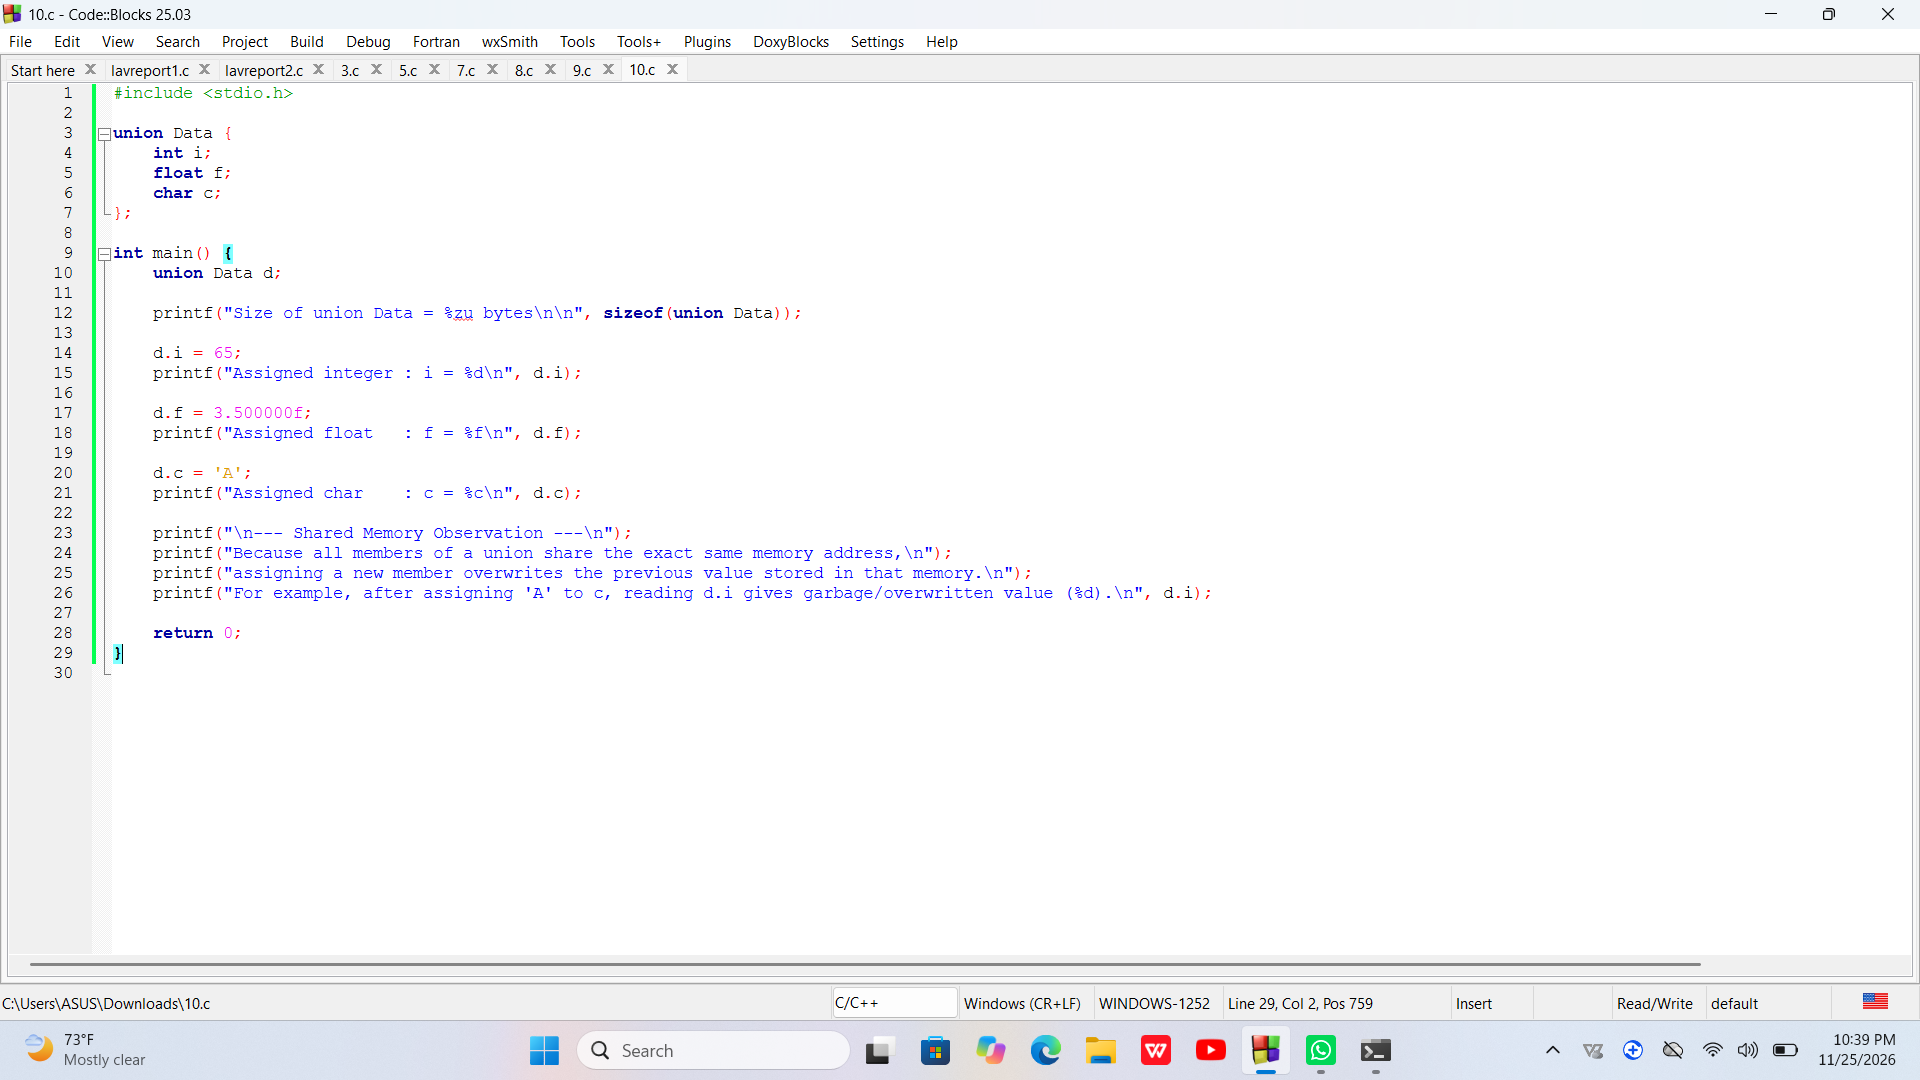 10.c - Code::Blocks 25.03
File Edit View Search Project Build Debug Fortran wxSmith Tools Tools+ Plugins DoxyBlocks Settings Help
Start here lavreport1.c lavreport2.c 3.c 5.c 7.c 8.c 9.c 10.c
1 #include <stdio.h>
2
3 union Data {
4     int i;
5     float f;
6     char c;
7 };
8
9 int main() {
10     union Data d;
11
12     printf("Size of union Data = %zu bytes\n\n", sizeof(union Data));
13
14     d.i = 65;
15     printf("Assigned integer : i = %d\n", d.i);
16
17     d.f = 3.500000f;
18     printf("Assigned float   : f = %f\n", d.f);
19
20     d.c = 'A';
21     printf("Assigned char    : c = %c\n", d.c);
22
23     printf("\n--- Shared Memory Observation ---\n");
24     printf("Because all members of a union share the exact same memory address,\n");
25     printf("assigning a new member overwrites the previous value stored in that memory.\n");
26     printf("For example, after assigning 'A' to c, reading d.i gives garbage/overwritten value (%d).\n", d.i);
27
28     return 0;
29 }
30
C:\Users\ASUS\Downloads\10.c C/C++ Windows (CR+LF) WINDOWS-1252 Line 29, Col 2, Pos 759 Insert Read/Write default
73°F
Mostly clear
Search
10:39 PM
11/25/2026